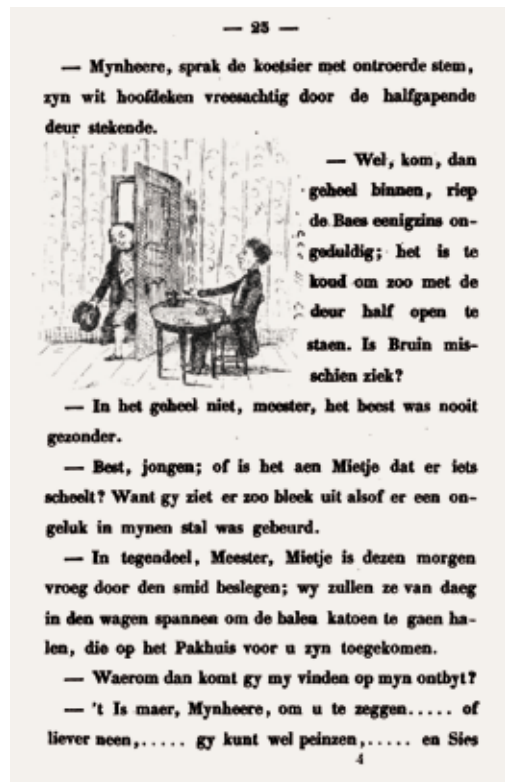 — 25 —
— Mynheere, sprak de koetsier met ontroerde stem,
zyn wit hoofdeken vreesachtig door de halfgapende
deur stekende.
— Wel, kom, dan
geheel binnen, riep
de Baes eenigzins on-
geduldig; het is te
koud om zoo met de
deur half open te
staen. Is Bruin mis-
schien ziek?
— In het geheel niet, meester, het beest was nooit
gezonder.
— Best, jongen; of is het aen Mietje dat er iets
scheelt? Want gy ziet er zoo bleek uit alsof er een on-
geluk in mynen stal was gebeurd.
— In tegendeel, Meester, Mietje is dezen morgen
vroeg door den smid beslegen; wy zullen ze van daeg
in den wagen spannen om de balen katoen te gaen ha-
len, die op het Pakhuis voor u zyn toegekomen.
— Waerom dan komt gy my vinden op myn ontbyt?
— 't Is maer, Mynheere, om u te zeggen..... of
liever neen,..... gy kunt wel peinzen,..... en Sies
4